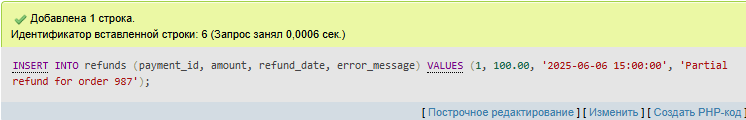 Добавлена 1 строка.
Идентификатор вставленной строки: 6 (Запрос занял 0,0006 сек.)
INSERT INTO refunds (payment_id, amount, refund_date, error_message) VALUES (1, 100.00, '2025-06-06 15:00:00', 'Partial
refund for order 987');
[ Построчное редактирование ] [ Изменить ] [ Создать PHP-код ]